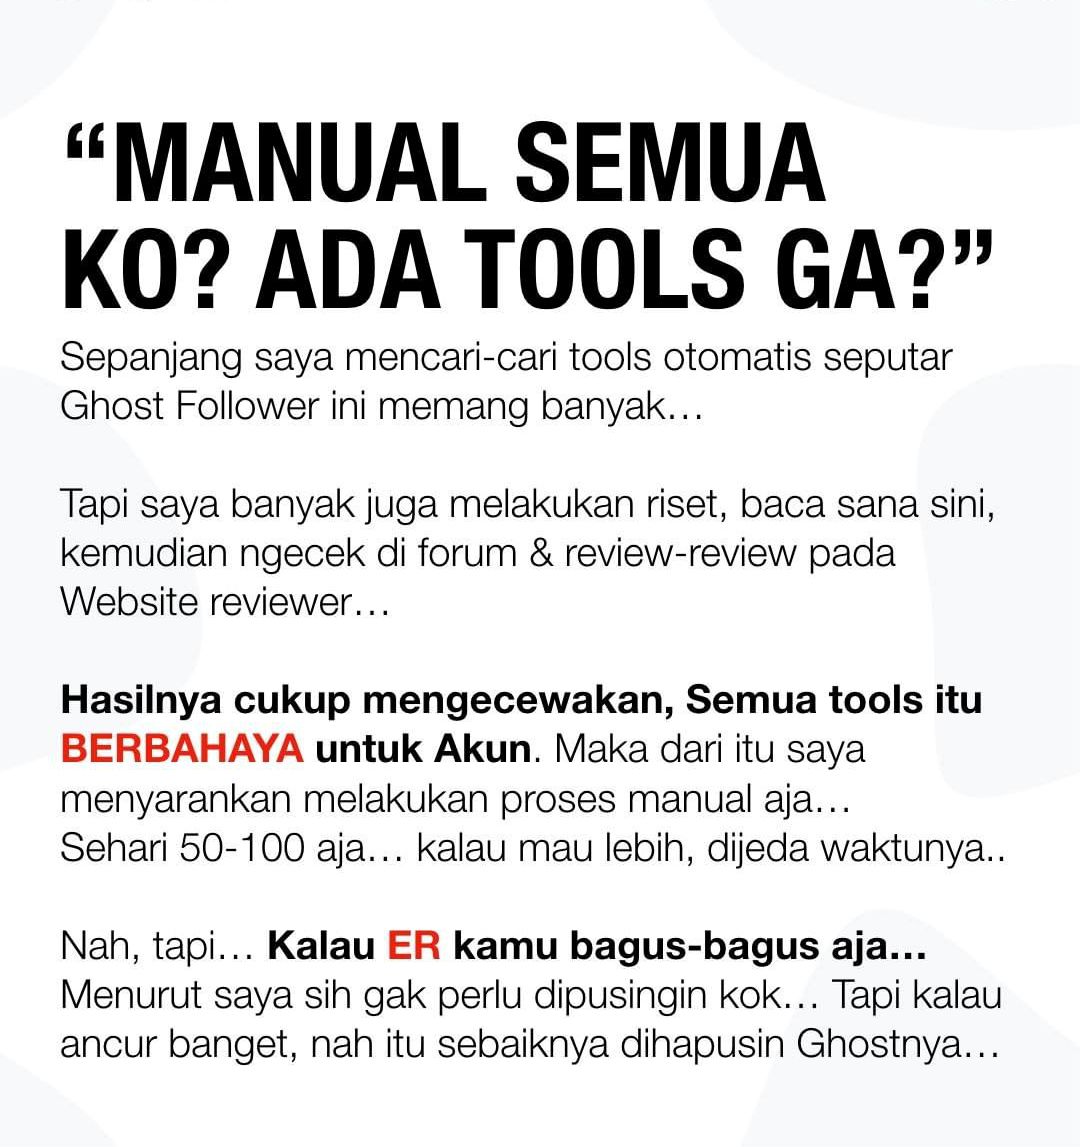 “MANUAL SEMUA
KO? ADA TOOLS GA?”
Sepanjang saya mencari-cari tools otomatis seputar
Ghost Follower ini memang banyak...
Tapi saya banyak juga melakukan riset, baca sana sini,
kemudian ngecek di forum & review-review pada
Website reviewer...
Hasilnya cukup mengecewakan, Semua tools itu
BERBAHAYA untuk Akun. Maka dari itu saya
menyarankan melakukan proses manual aja...
Sehari 50-100 aja... kalau mau lebih, dijeda waktunya..
Nah, tapi... Kalau ER kamu bagus-bagus aja...
Menurut saya sih gak perlu dipusingin kok... Tapi kalau
ancur banget, nah itu sebaiknya dihapusin Ghostnya...